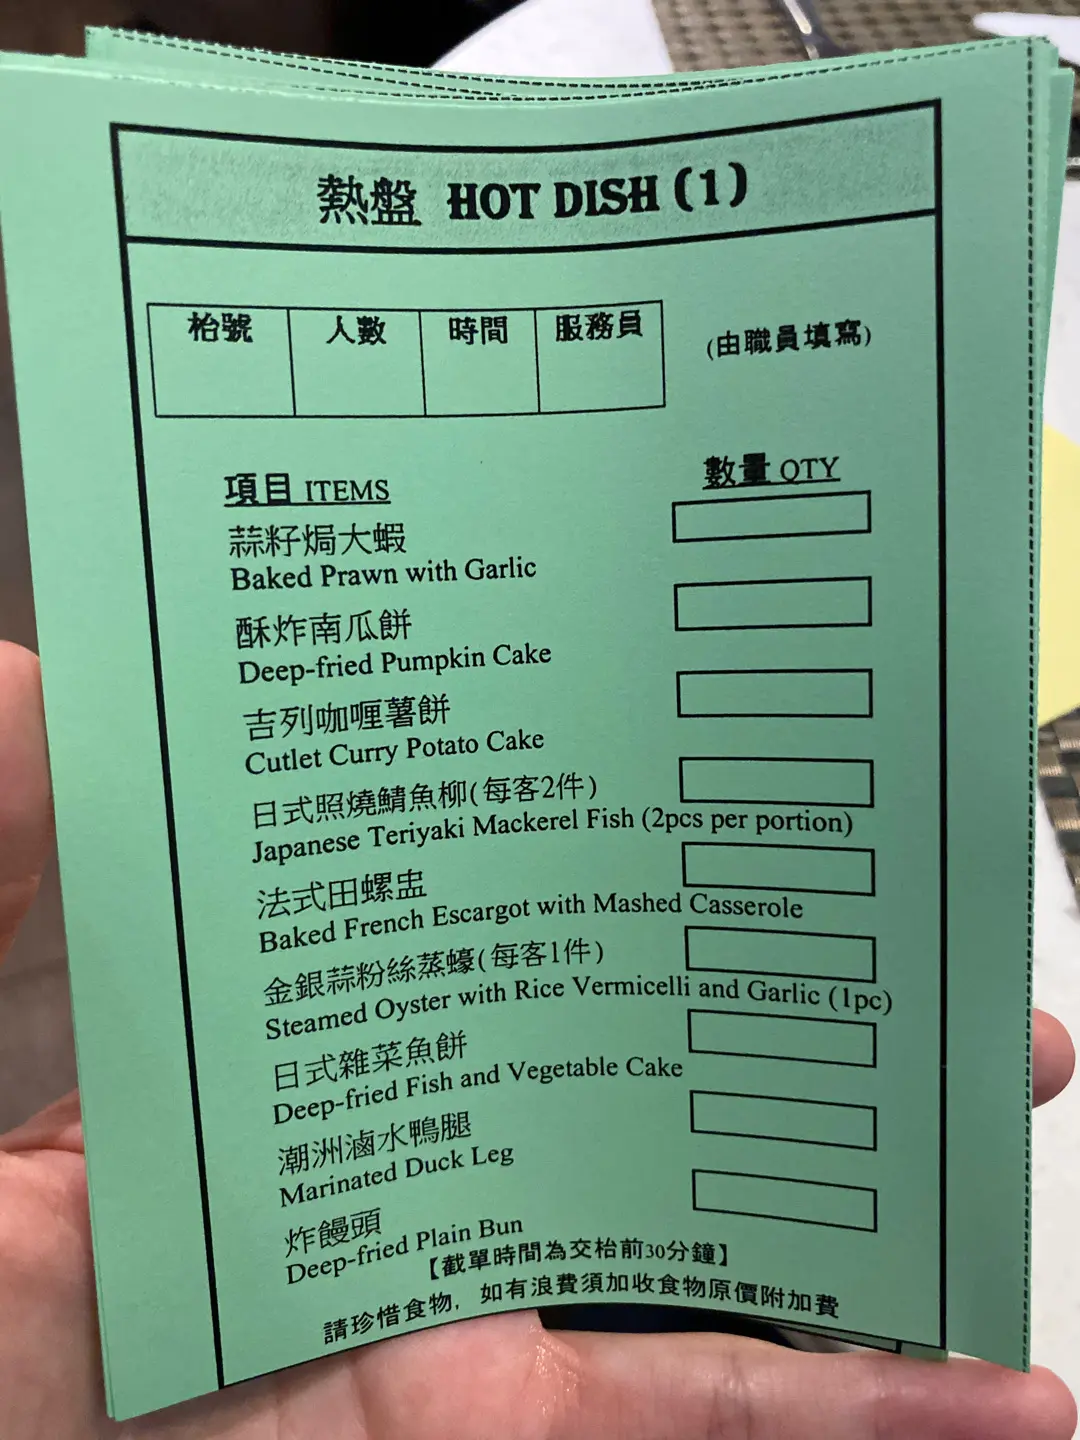 熱盤 HOT DISH (1)
枱號 人數 時間 服務員 (由職員填寫)
項目 ITEMS 數量 QTY
蒜籽焗大蝦
Baked Prawn with Garlic
酥炸南瓜餅
Deep-fried Pumpkin Cake
吉列咖喱薯餅
Cutlet Curry Potato Cake
日式照燒鯖魚柳(每客2件)
Japanese Teriyaki Mackerel Fish (2pcs per portion)
法式田螺盅
Baked French Escargot with Mashed Casserole
金銀蒜粉絲蒸蠔(每客1件)
Steamed Oyster with Rice Vermicelli and Garlic (1pc)
日式雜菜魚餅
Deep-fried Fish and Vegetable Cake
潮洲滷水鴨腿
Marinated Duck Leg
炸饅頭
Deep-fried Plain Bun
【截單時間為交枱前30分鐘】
請珍惜食物, 如有浪費須加收食物原價附加費